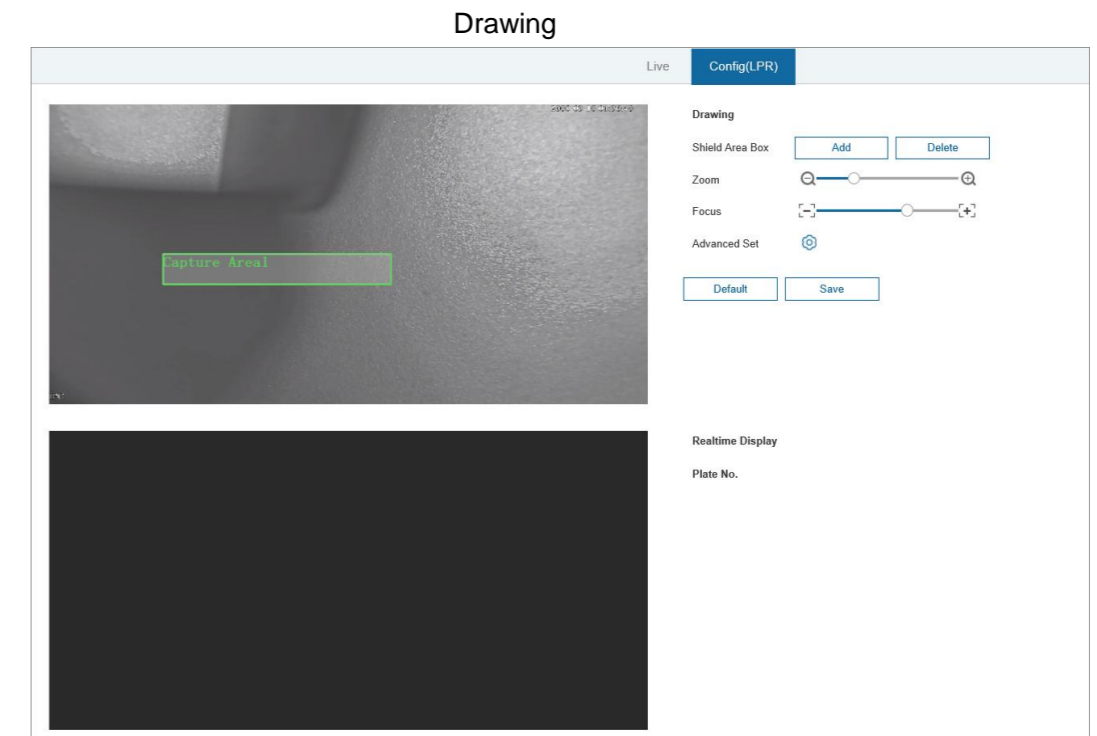 Drawing
Live
Config(LPR)
Drawing
Shield Area Box
Add
Delete
Zoom
Focus
Advanced Set
Default
Save
Capture Area1
Realtime Display
Plate No.